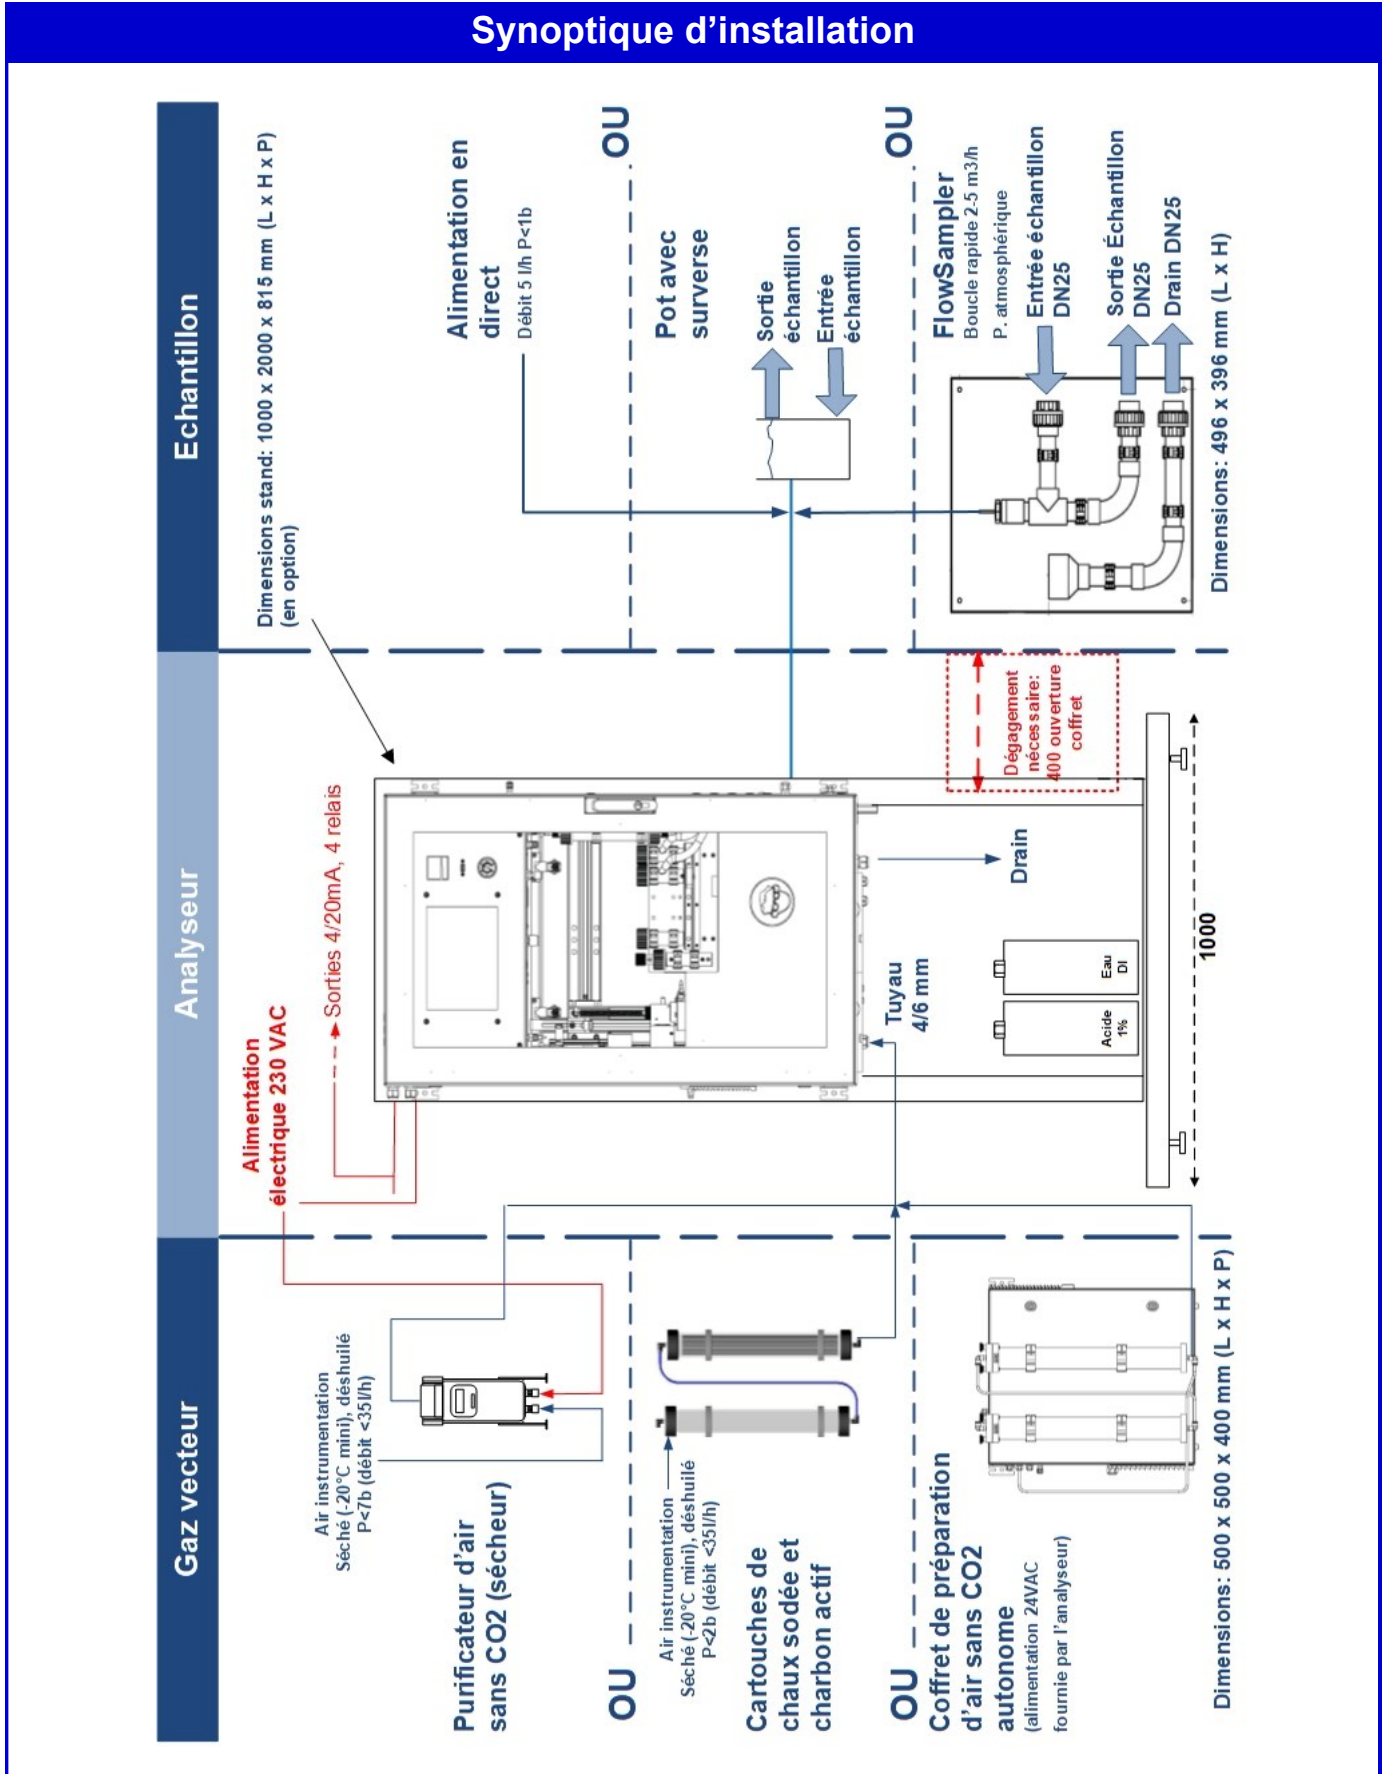 Synoptique d’installation
Gaz vecteur
Analyseur
Echantillon
Air instrumentation
Séché (-20°C mini), déshuilé
P<7b (débit <35l/h)
Purificateur d’air
sans CO2 (sécheur)
OU
Air instrumentation
Séché (-20°C mini), déshuilé
P<2b (débit <35l/h)
Cartouches de
chaux sodée et
charbon actif
OU
Coffret de préparation
d’air sans CO2
autonome
(alimentation 24VAC
fournie par l’analyseur)
Dimensions: 500 x 500 x 400 mm (L x H x P)
Alimentation
électrique 230 VAC
Sorties 4/20mA, 4 relais
Tuyau
4/6 mm
Drain
Acide
1%
Eau
DI
Dégagement
nécessaire:
400 ouverture
coffret
1000
Dimensions stand: 1000 x 2000 x 815 mm (L x H x P)
(en option)
Alimentation en
direct
Débit 5 l/h P<1b
OU
Pot avec
surverse
Sortie
échantillon
Entrée
échantillon
OU
FlowSampler
Boucle rapide 2-5 m3/h
P. atmosphérique
Entrée échantillon
DN25
Sortie Échantillon
DN25
Drain DN25
Dimensions: 496 x 396 mm (L x H)